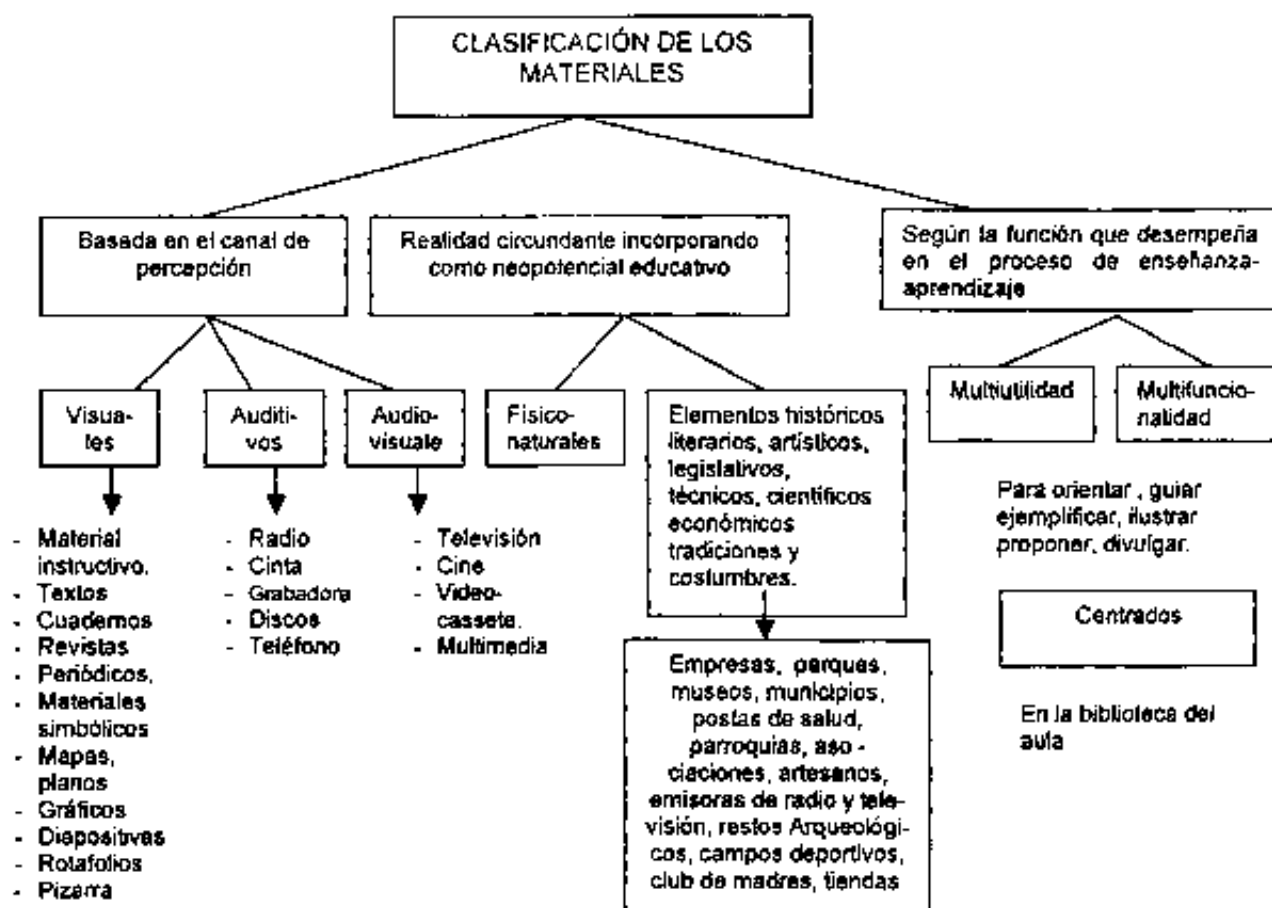 CLASIFICACIÓN DE LOS
MATERIALES
Basada en el canal de
percepción
Realidad circundante incorporando
como neopotencial educativo
Según la función que desempeña
en el proceso de enseñanza-
aprendizaje
Visua-
les
Auditi-
vos
Audio-
visuale
Físico-
naturales
Elementos históricos
literarios, artísticos,
legislativos,
técnicos, científicos
económicos
tradiciones y
costumbres.
Multiutilidad
Multifuncio-
nalidad
- Material
instructivo.
- Textos
- Cuadernos
- Revistas
- Periódicos,
- Materiales
simbólicos
- Mapas,
planos
- Gráficos
- Diapositivas
- Rotafolios
- Pizarra
- Radio
- Cinta
- Grabadora
- Discos
- Teléfono
- Televisión
- Cine
- Video-
cassete.
- Multimedia
Empresas, parques,
museos, municipios,
postas de salud,
parroquias, aso -
ciaciones, artesanos,
emisoras de radio y tele-
visión, restos Arqueológi-
cos, campos deportivos,
club de madres, tiendas
Para orientar , guiar
ejemplificar, ilustrar
proponer, divulgar.
Centrados
En la biblioteca del
aula